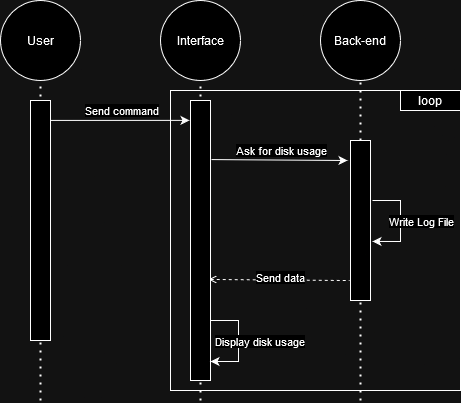 User
Interface
Back-end
loop
Send command
Ask for disk usage
Write Log File
Send data
Display disk usage